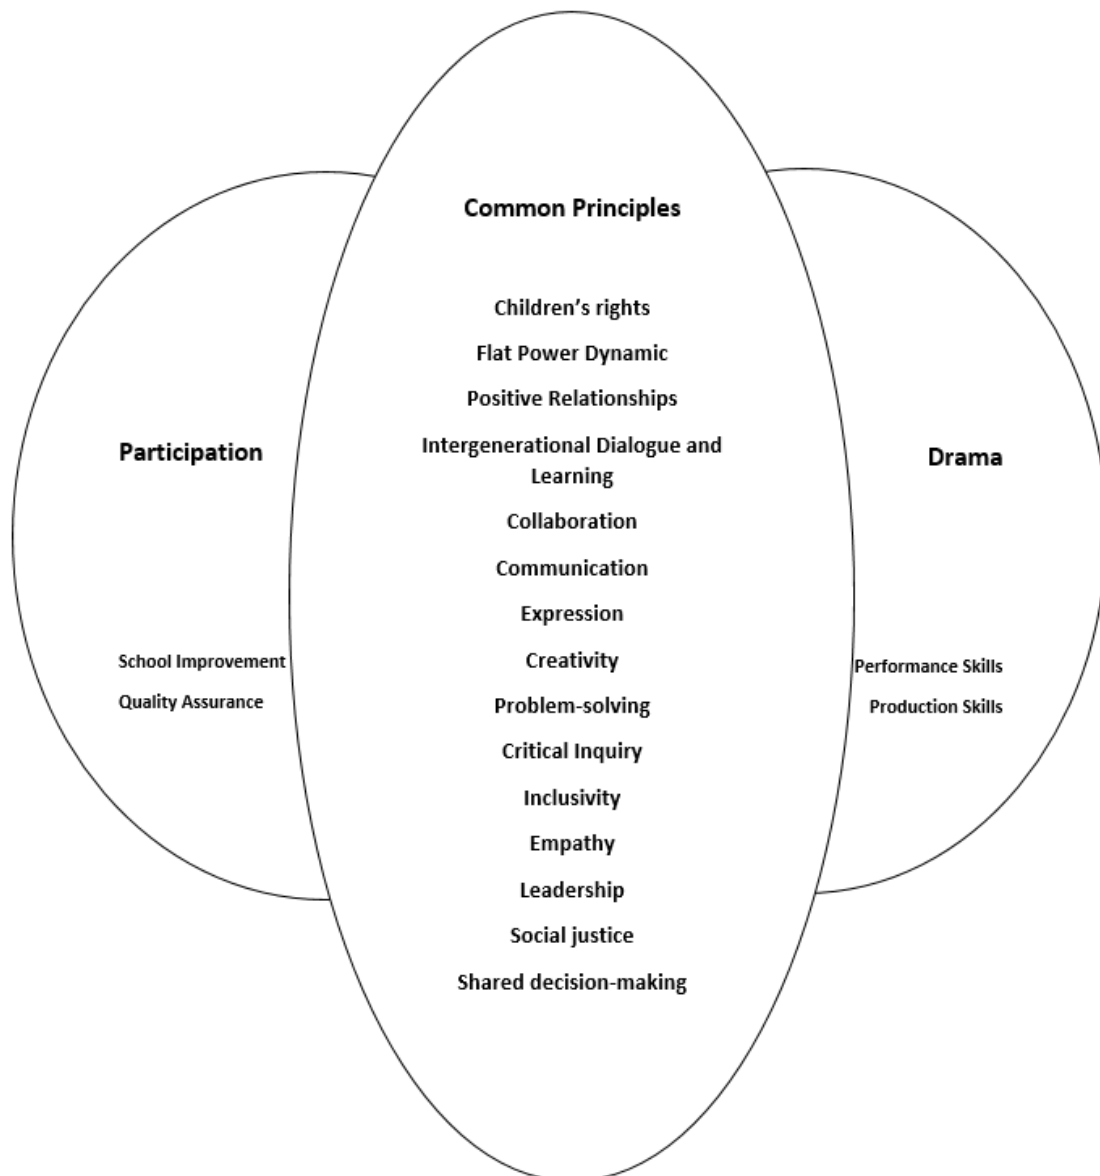 Common Principles
Children’s rights
Flat Power Dynamic
Positive Relationships
Intergenerational Dialogue and
Learning
Collaboration
Communication
Expression
Creativity
Problem-solving
Critical Inquiry
Inclusivity
Empathy
Leadership
Social justice
Shared decision-making
Participation
School Improvement
Quality Assurance
Drama
Performance Skills
Production Skills